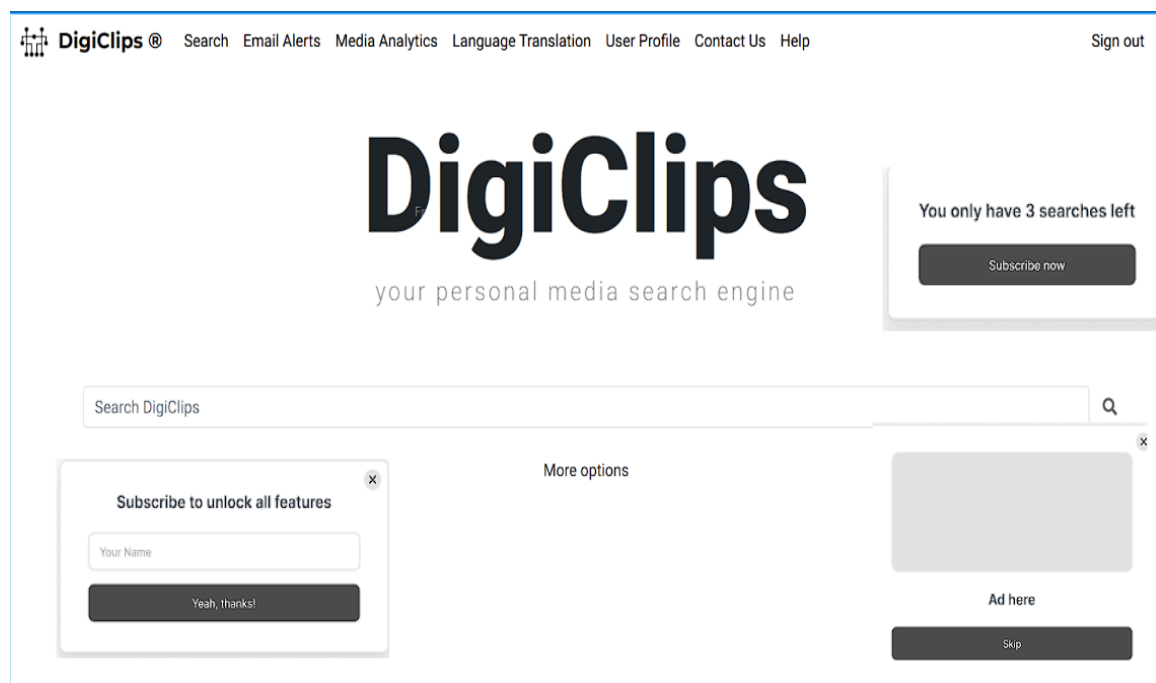 DigiClips ® Search Email Alerts Media Analytics Language Translation User Profile Contact Us Help Sign out
DigiClips
your personal media search engine
You only have 3 searches left
Subscribe now
Search DigiClips
More options
X
Subscribe to unlock all features
Your Name
Yeah, thanks!
X
Ad here
Skip